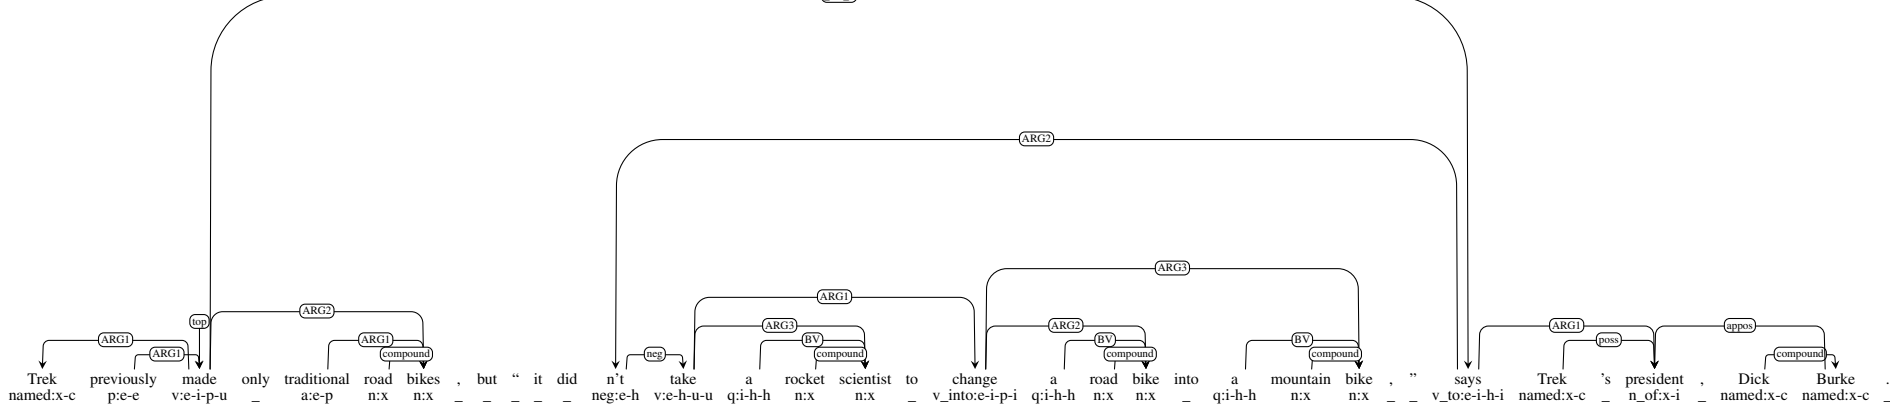 ARG2
ARG3
ARG1
top ARG2 ARG3 ARG2 ARG1 appos
ARG1 ARG1 BV BV BV poss
ARG1 compound neg compound compound compound compound
Trek previously made only traditional road bikes , but “ it did n't take a rocket scientist to change a road bike into a mountain bike , ” says Trek 's president , Dick Burke .
named:x-c p:e-e v:e-i-p-u _ a:e-p n:x n:x _ _ _ _ _ neg:e-h v:e-h-u-u q:i-h-h n:x n:x _ v_into:e-i-p-i q:i-h-h n:x n:x _ q:i-h-h n:x n:x _ _ v_to:e-i-h-i named:x-c _ n_of:x-i _ named:x-c named:x-c _